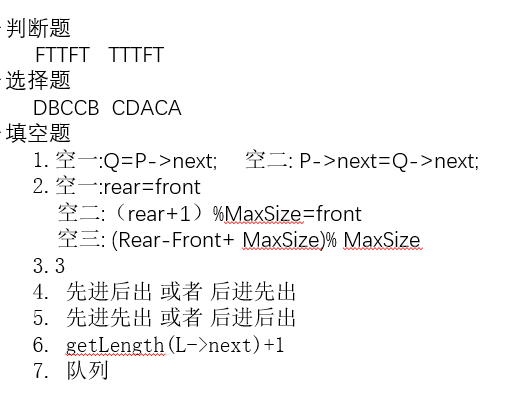 判断题
FTTFT TTTFT
选择题
DBCCB CDACA
填空题
1. 空一:Q=P->next; 空二: P->next=Q->next;
2. 空一:rear=front
空二:（rear+1）%MaxSize=front
空三: (Rear-Front+ MaxSize)% MaxSize
3. 3
4. 先进后出 或者 后进先出
5. 先进先出 或者 后进后出
6. getLength(L->next)+1
7. 队列